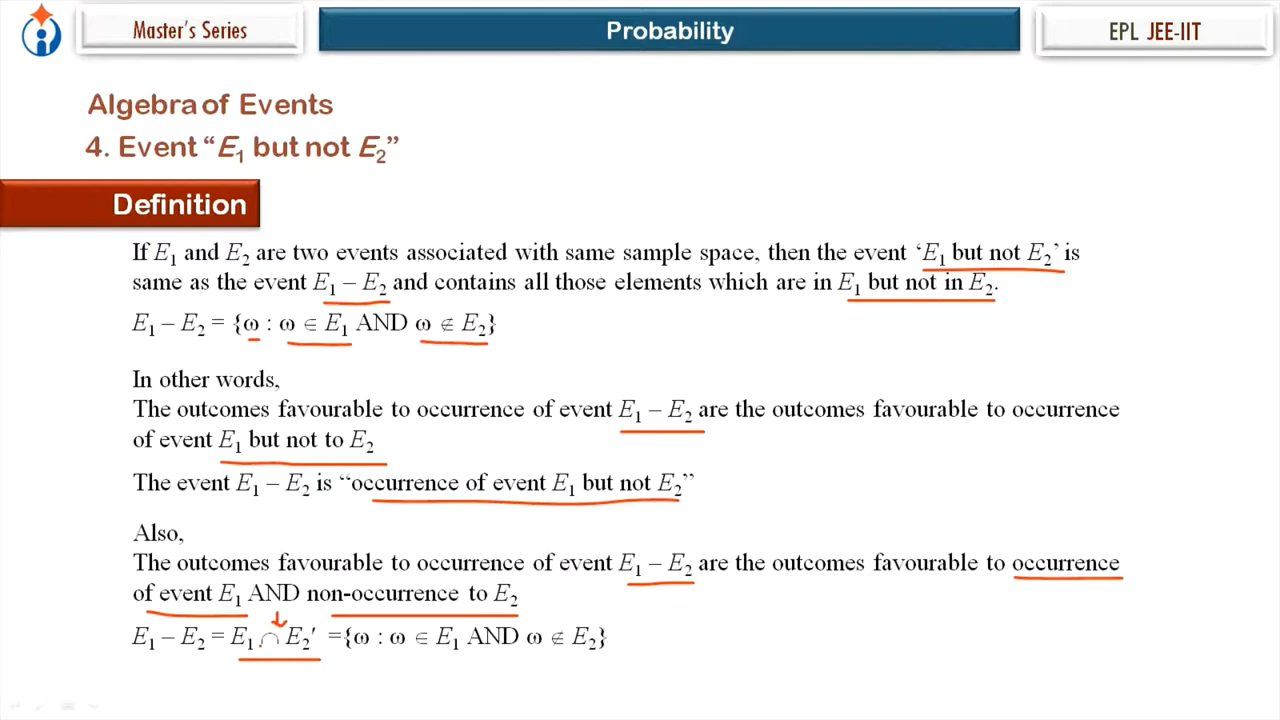 Master's Series
Probability
EPL JEE-IIT
Algebra of Events
4. Event “E₁ but not E₂”
Definition
If E₁ and E₂ are two events associated with same sample space, then the event ‘E₁ but not E₂’ is
same as the event E₁ – E₂ and contains all those elements which are in E₁ but not in E₂.
E₁ – E₂ = {ω : ω ∈ E₁ AND ω ∉ E₂}
In other words,
The outcomes favourable to occurrence of event E₁ – E₂ are the outcomes favourable to occurrence
of event E₁ but not to E₂
The event E₁ – E₂ is “occurrence of event E₁ but not E₂”
Also,
The outcomes favourable to occurrence of event E₁ – E₂ are the outcomes favourable to occurrence
of event E₁ AND non-occurrence to E₂
E₁ – E₂ = E₁ ∩ E₂′ ={ω : ω ∈ E₁ AND ω ∉ E₂}